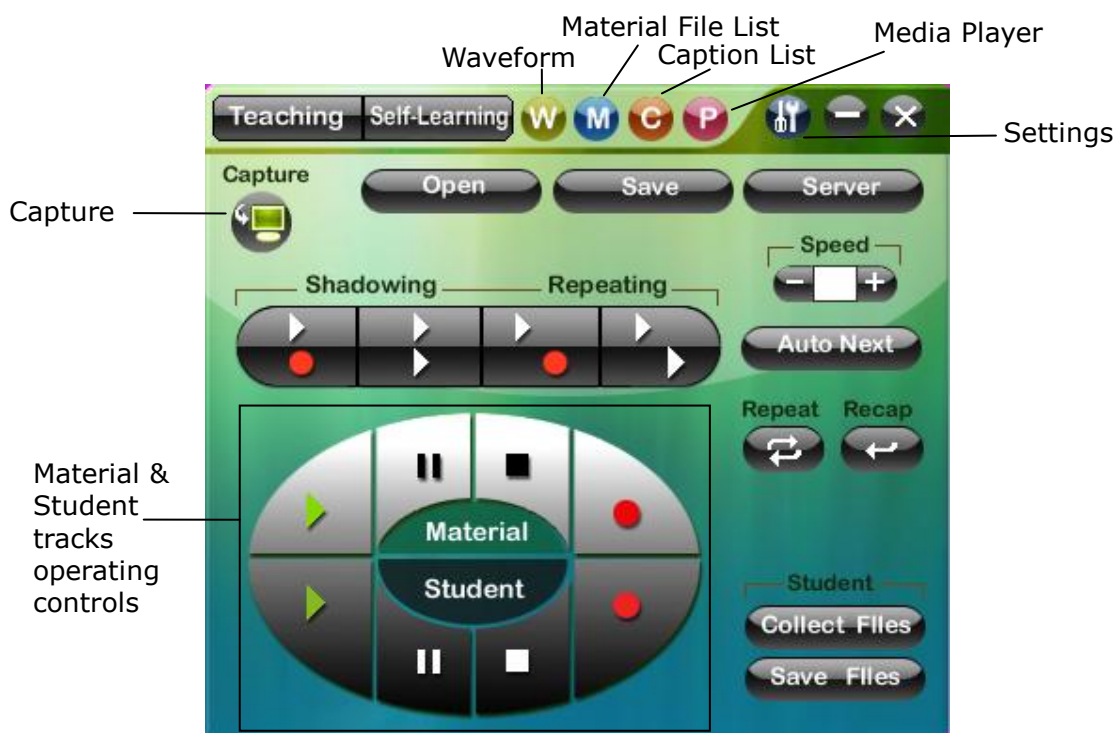 Material File List
Media Player
Waveform
Caption List
Teaching Self-Learning W M C P
Settings
Capture
Open Save Server
Capture
Speed
Shadowing Repeating
Auto Next
Repeat Recap
Material &
Student
tracks
operating
controls
Material
Student
Student
Collect FIles
Save FIles